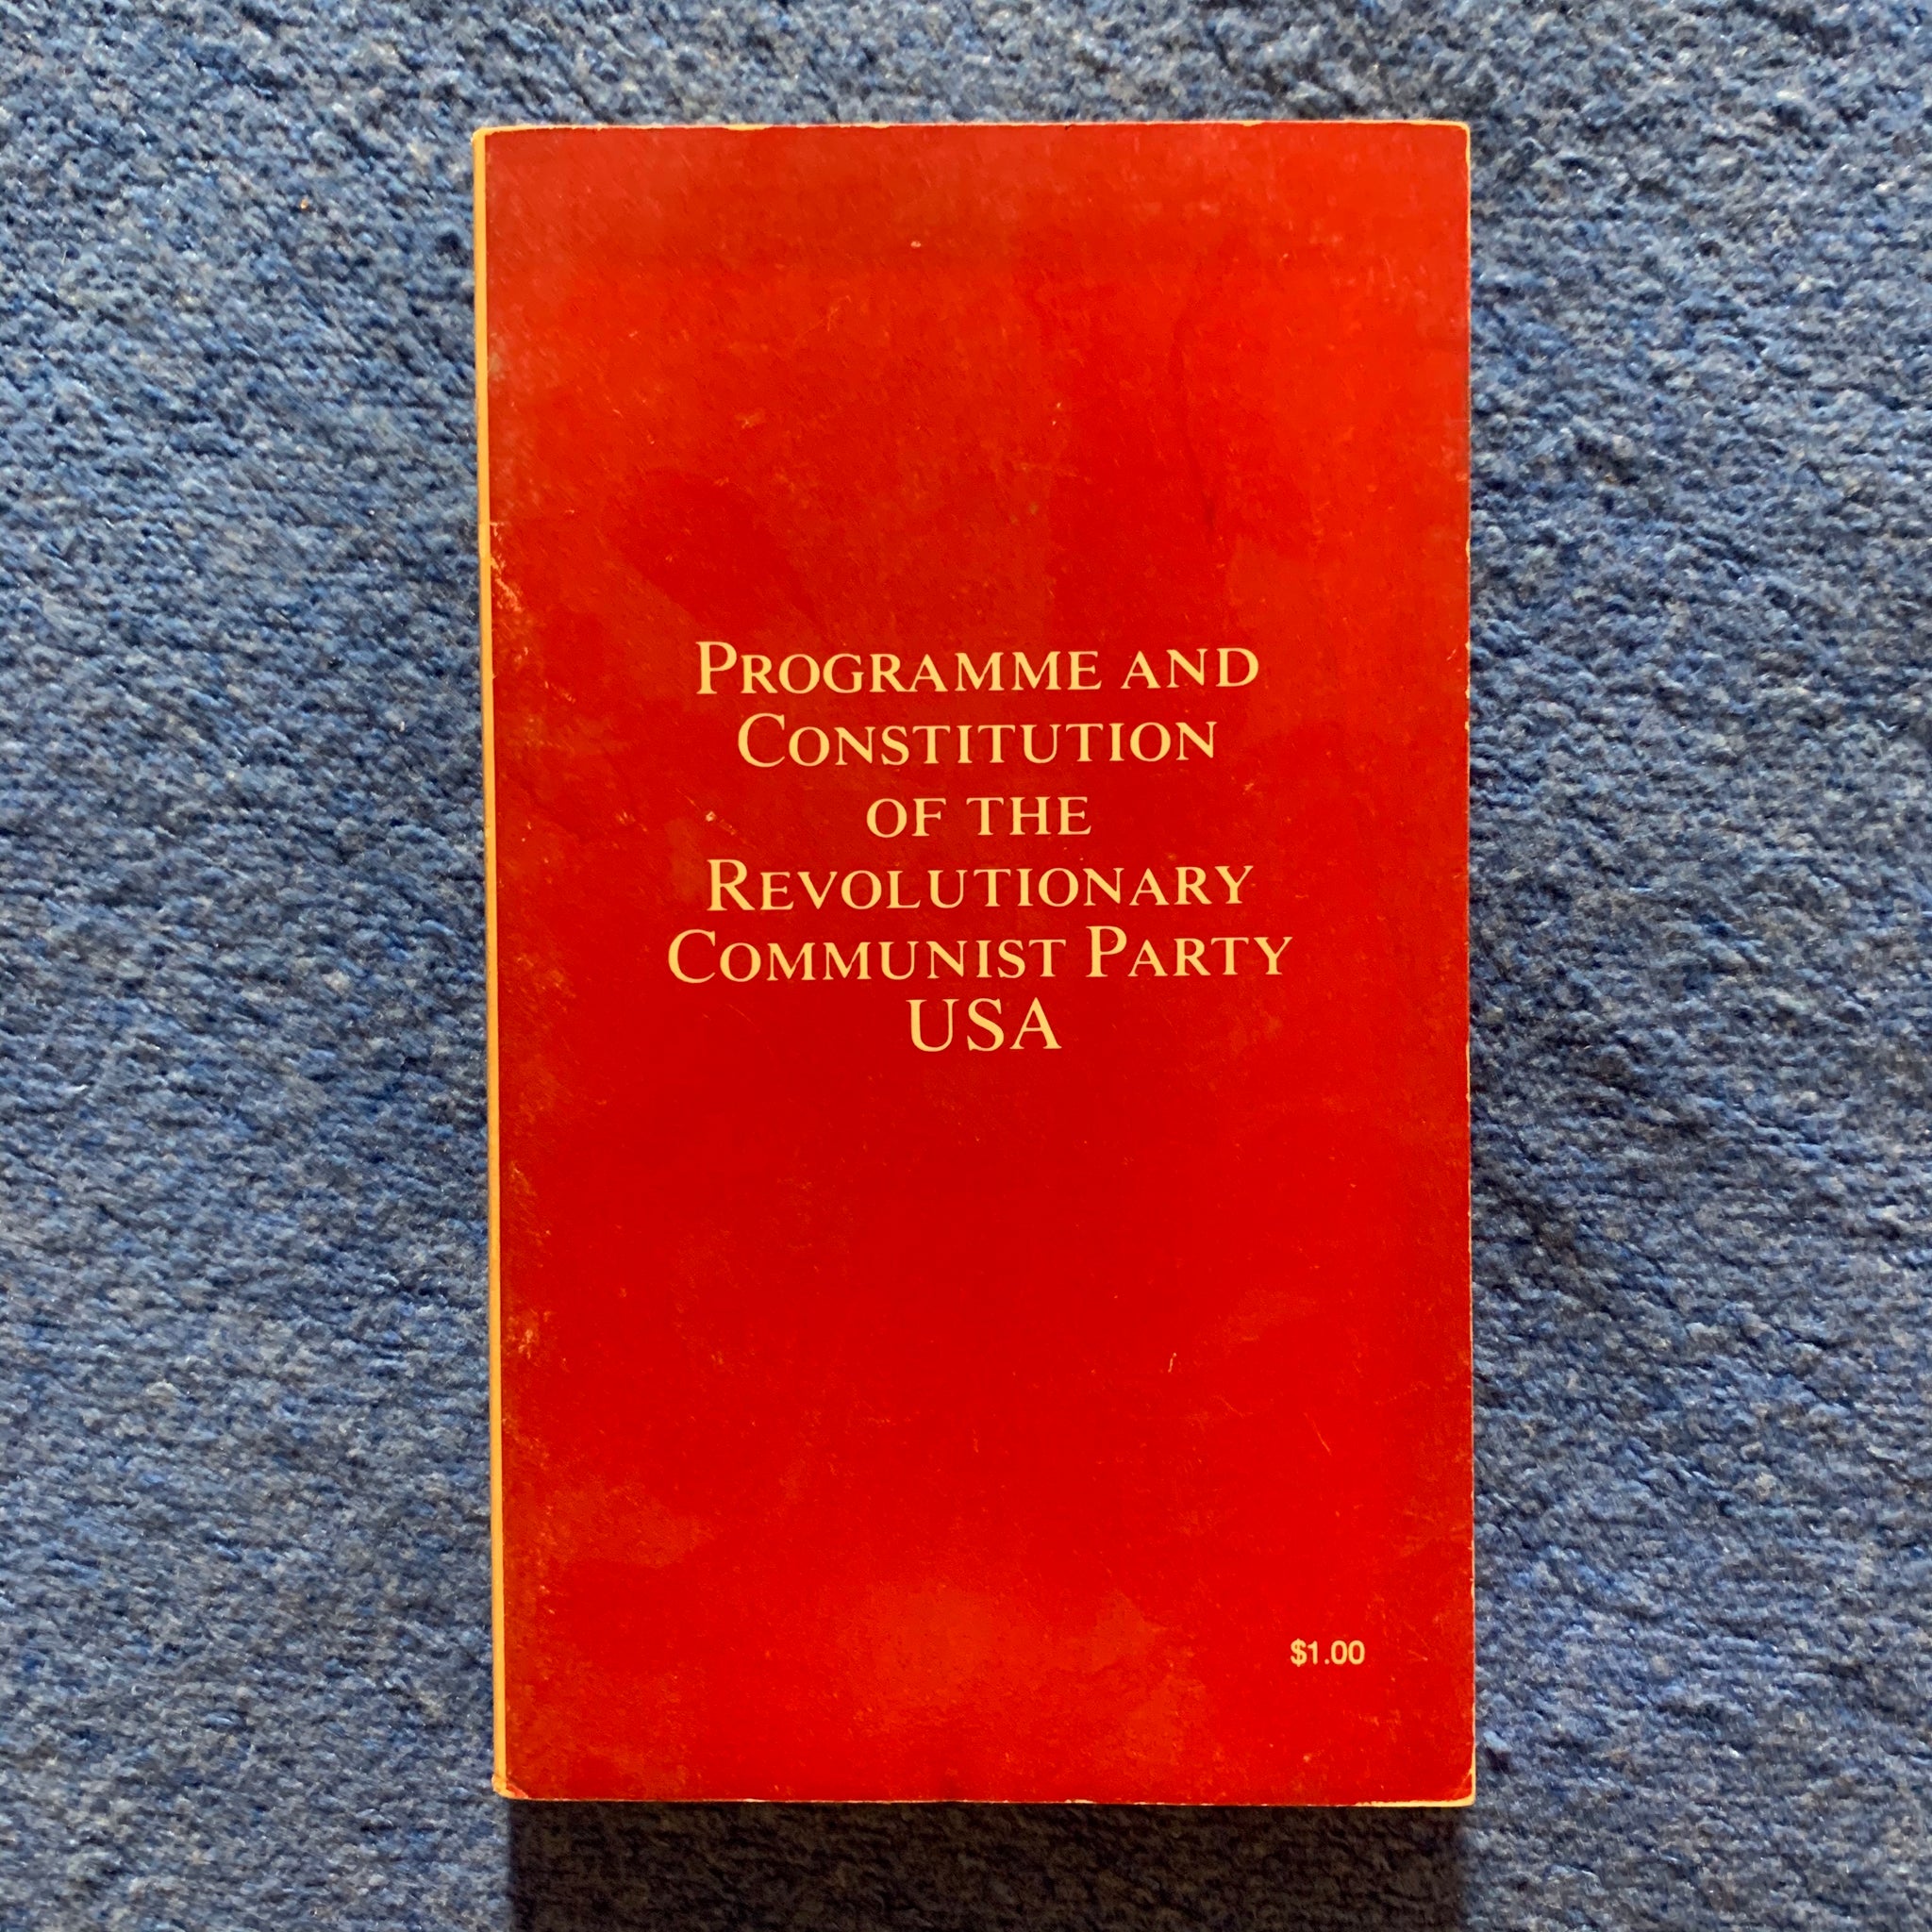 PROGRAMME AND
CONSTITUTION
OF THE
REVOLUTIONARY
COMMUNIST PARTY
USA
$1.00